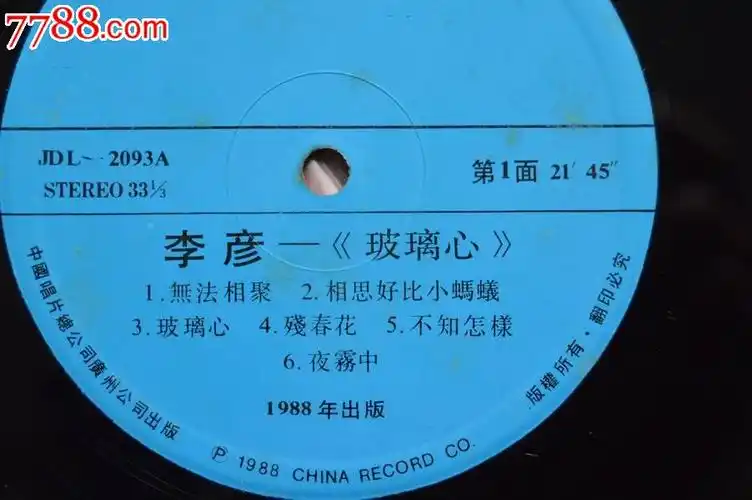 7788.com
JDL-2093A
第1面 21′ 45″
STEREO 33⅓
李彦—《玻璃心》
1.無法相聚 2.相思好比小螞蟻
3.玻璃心 4.殘春花 5.不知怎樣
6.夜霧中
1988年出版
中國唱片總公司廣州公司出版
℗ 1988 CHINA RECORD CO.
版權所有·翻印必究